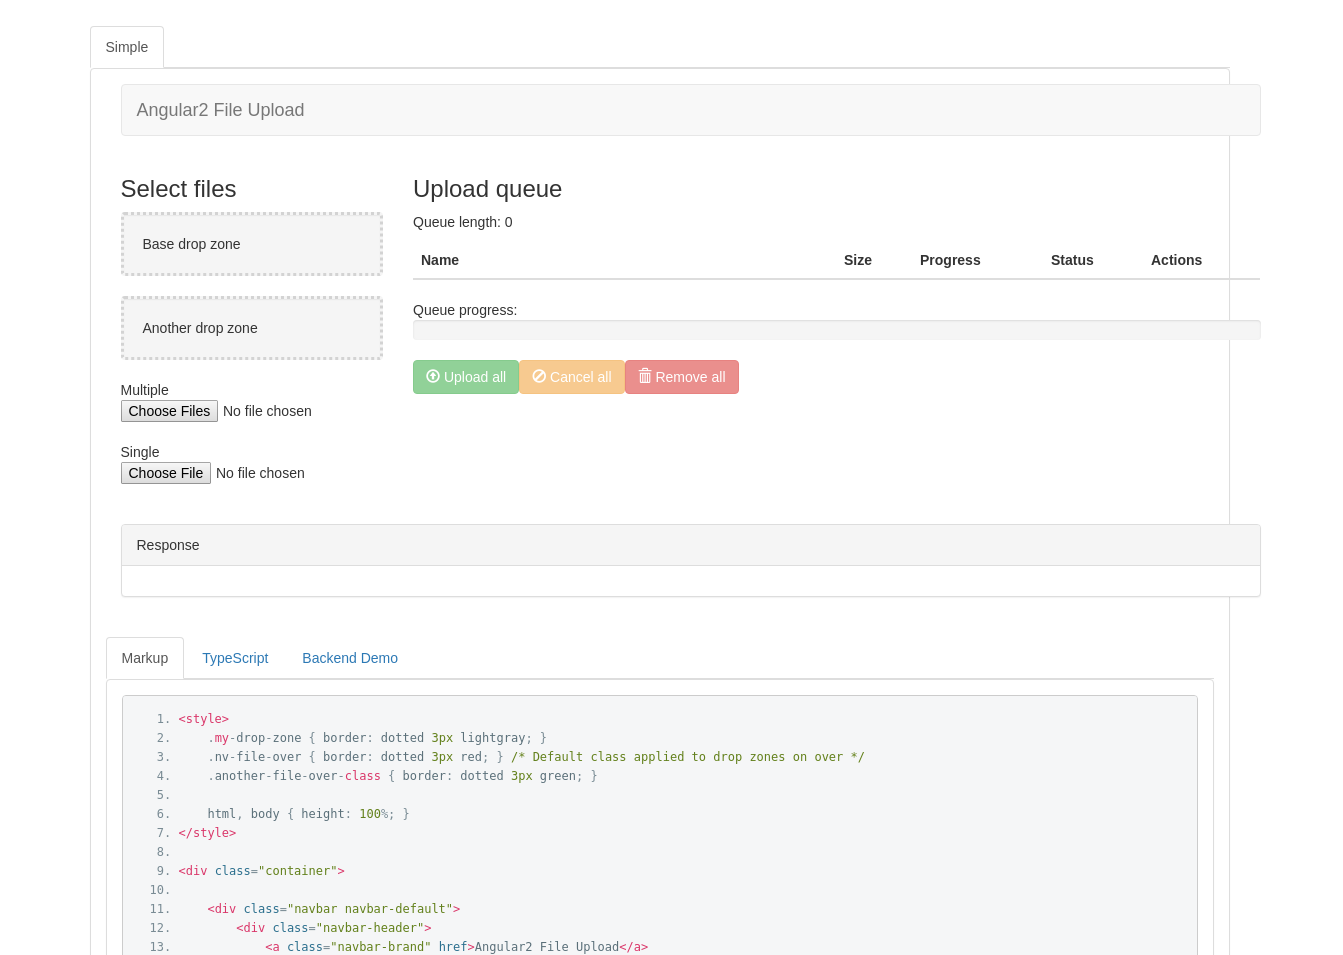 Simple
Angular2 File Upload
Select files
Base drop zone
Another drop zone
Multiple
Choose Files No file chosen
Single
Choose File No file chosen
Upload queue
Queue length: 0
Name Size Progress Status Actions
Queue progress:
Upload all Cancel all Remove all
Response
Markup TypeScript Backend Demo
1. <style>
2.     .my-drop-zone { border: dotted 3px lightgray; }
3.     .nv-file-over { border: dotted 3px red; } /* Default class applied to drop zones on over */
4.     .another-file-over-class { border: dotted 3px green; }
5.
6.     html, body { height: 100%; }
7. </style>
8.
9. <div class="container">
10.
11.     <div class="navbar navbar-default">
12.         <div class="navbar-header">
13.             <a class="navbar-brand" href>Angular2 File Upload</a>